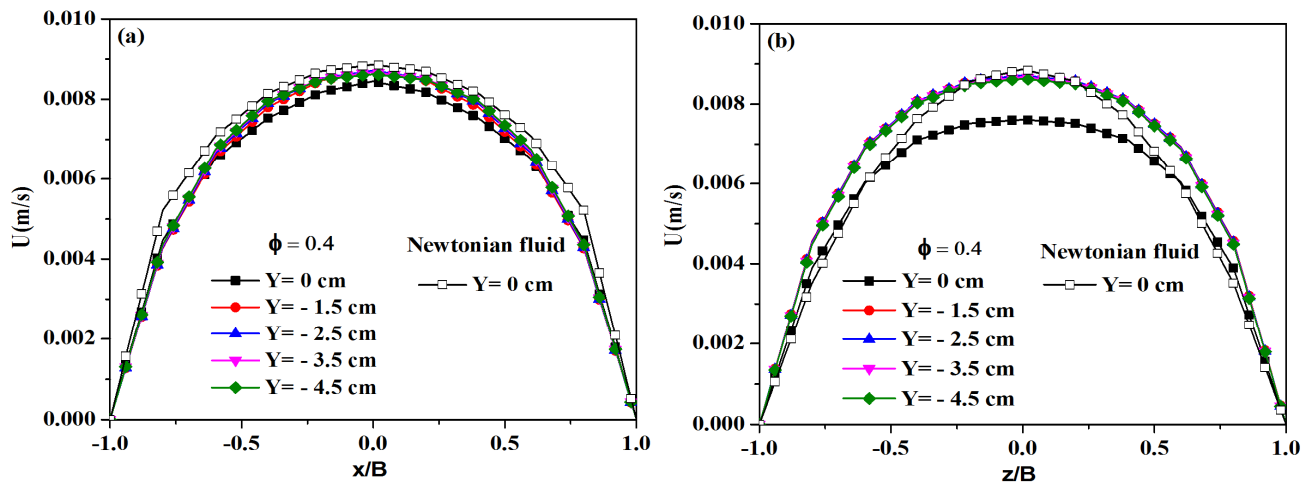 (a)
U(m/s)
0.010
0.008
0.006
0.004
0.002
0.000
ϕ = 0.4
Y= 0 cm
Y= - 1.5 cm
Y= - 2.5 cm
Y= - 3.5 cm
Y= - 4.5 cm
Newtonian fluid
Y= 0 cm
-1.0 -0.5 0.0 0.5 1.0
x/B
(b)
U(m/s)
0.010
0.008
0.006
0.004
0.002
0.000
ϕ = 0.4
Y= 0 cm
Y= - 1.5 cm
Y= - 2.5 cm
Y= - 3.5 cm
Y= - 4.5 cm
Newtonian fluid
Y= 0 cm
-1.0 -0.5 0.0 0.5 1.0
z/B